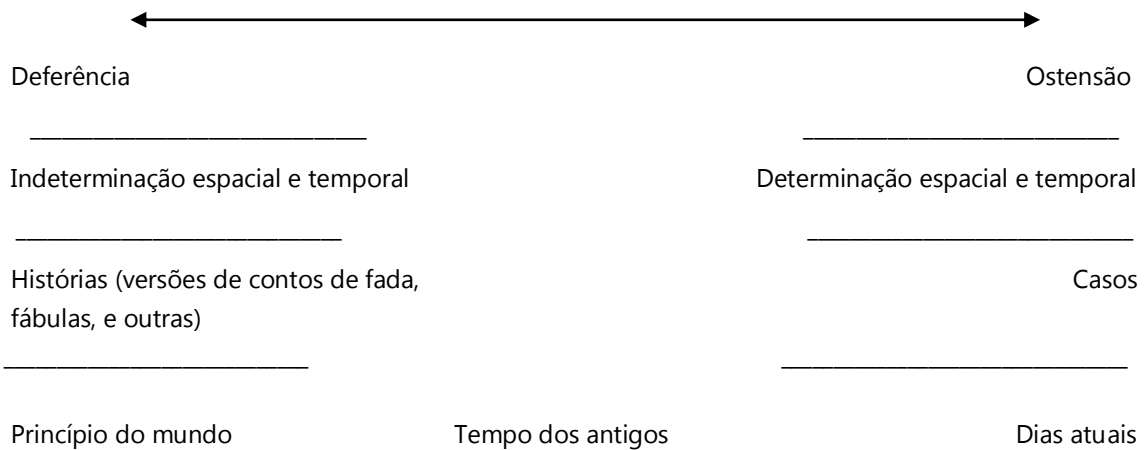 Deferência Ostensão
Indeterminação espacial e temporal Determinação espacial e temporal
Histórias (versões de contos de fada, Casos
fábulas, e outras)
Princípio do mundo Tempo dos antigos Dias atuais